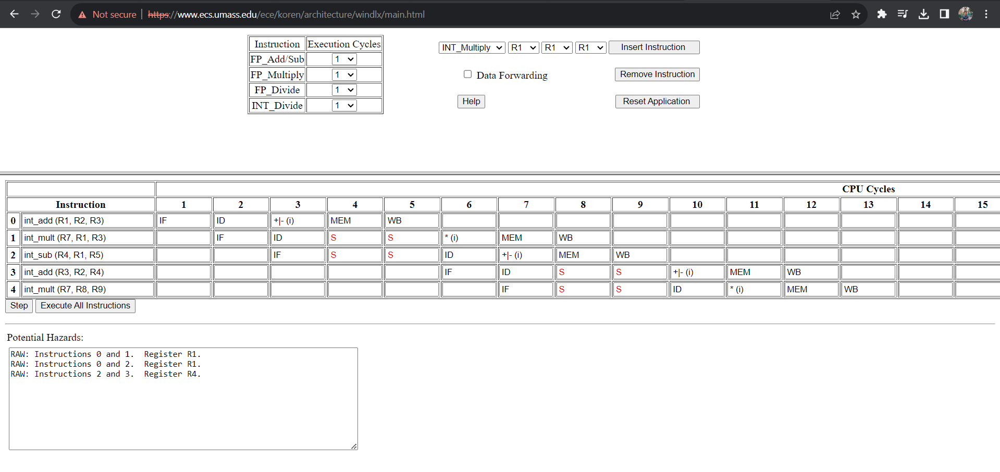 Not secure | https://www.ecs.umass.edu/ece/koren/architecture/windlx/main.html
Instruction Execution Cycles
FP_Add/Sub 1
FP_Multiply 1
FP_Divide 1
INT_Divide 1
INT_Multiply R1 R1 R1 Insert Instruction
Data Forwarding Remove Instruction
Help Reset Application
CPU Cycles
Instruction 1 2 3 4 5 6 7 8 9 10 11 12 13 14 15
0 int_add (R1, R2, R3) IF ID +|- (i) MEM WB
1 int_mult (R7, R1, R3) IF ID S S * (i) MEM WB
2 int_sub (R4, R1, R5) IF S S ID +|- (i) MEM WB
3 int_add (R3, R2, R4) IF ID S S +|- (i) MEM WB
4 int_mult (R7, R8, R9) IF S S ID * (i) MEM WB
Step Execute All Instructions
Potential Hazards:
RAW: Instructions 0 and 1. Register R1.
RAW: Instructions 0 and 2. Register R1.
RAW: Instructions 2 and 3. Register R4.